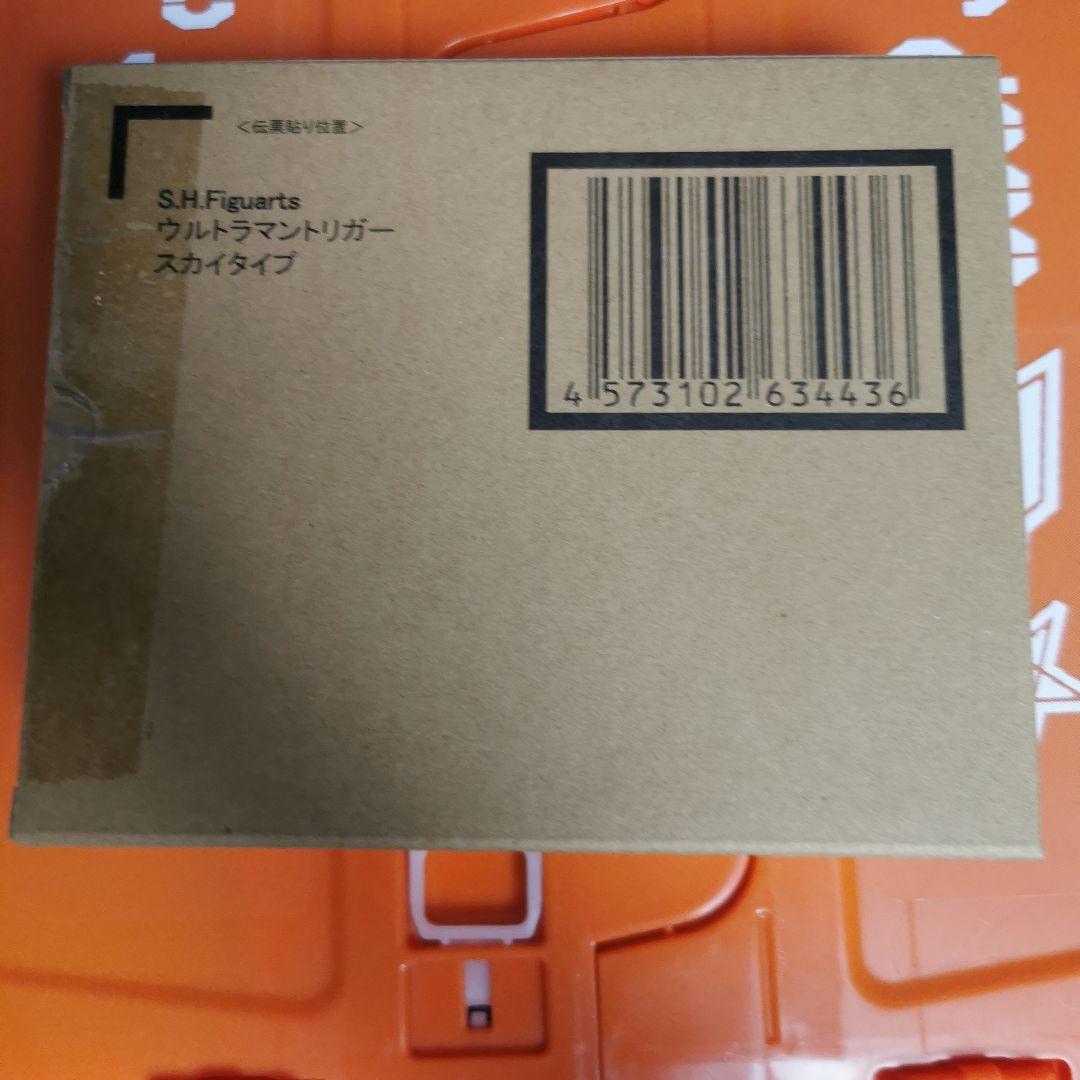 ＜伝票貼り位置＞
S.H.Figuarts
ウルトラマントリガー
スカイタイプ
4 573102 634436